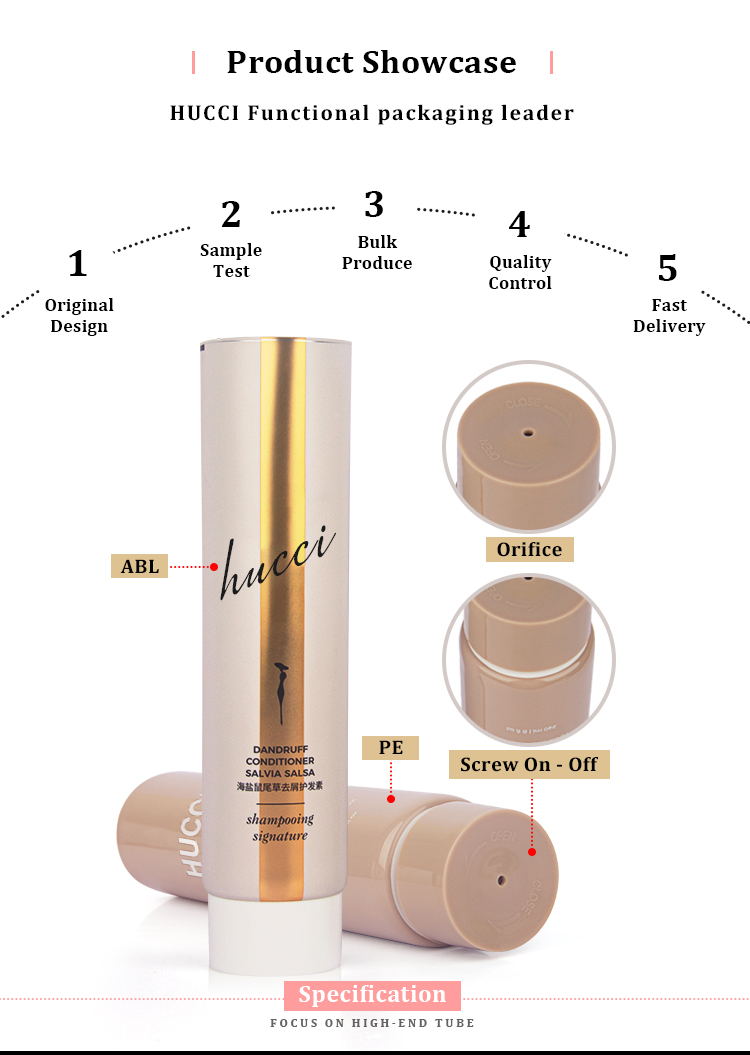 Product Showcase
HUCCI Functional packaging leader
1
Original
Design
2
Sample
Test
3
Bulk
Produce
4
Quality
Control
5
Fast
Delivery
CLOSE
OPEN
Orifice
ABL
hucci
DANDRUFF
CONDITIONER
SALVIA SALSA
海盐鼠尾草去屑护发素
shampooing
signature
PE
Screw On - Off
HUCC
OPEN
CLOSE
Specification
FOCUS ON HIGH-END TUBE